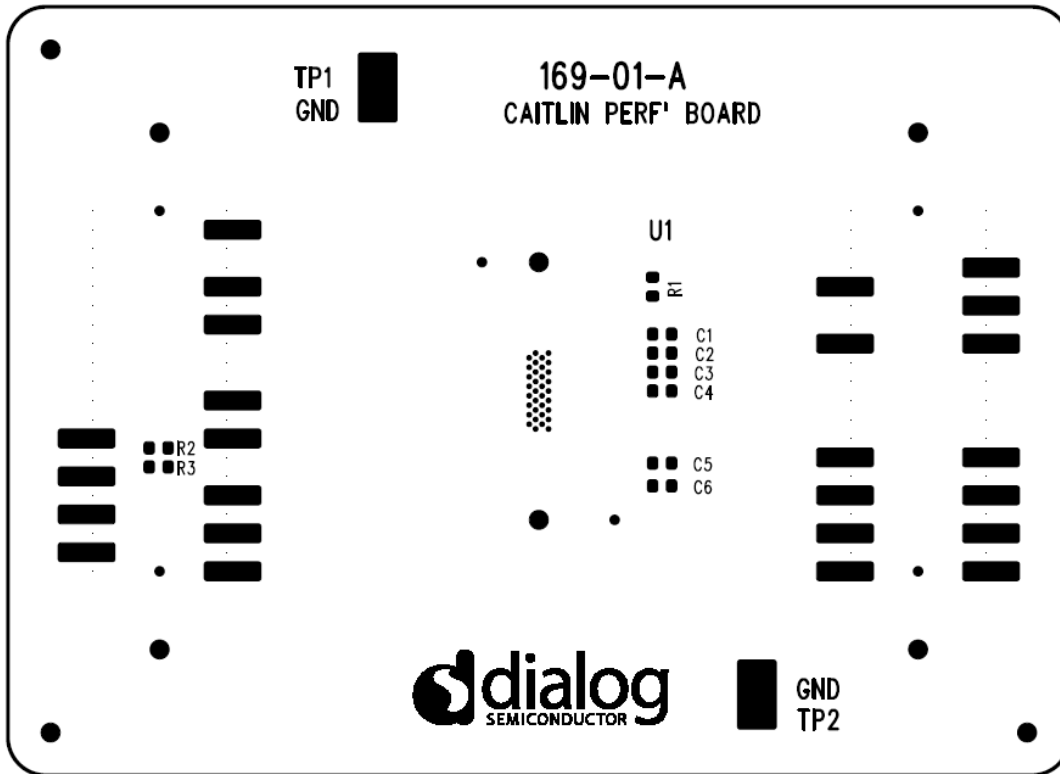 TP1
GND
169-01-A
CAITLIN PERF' BOARD
U1
R1
C1
C2
C3
C4
R2
R3
C5
C6
dialog
SEMICONDUCTOR
GND
TP2